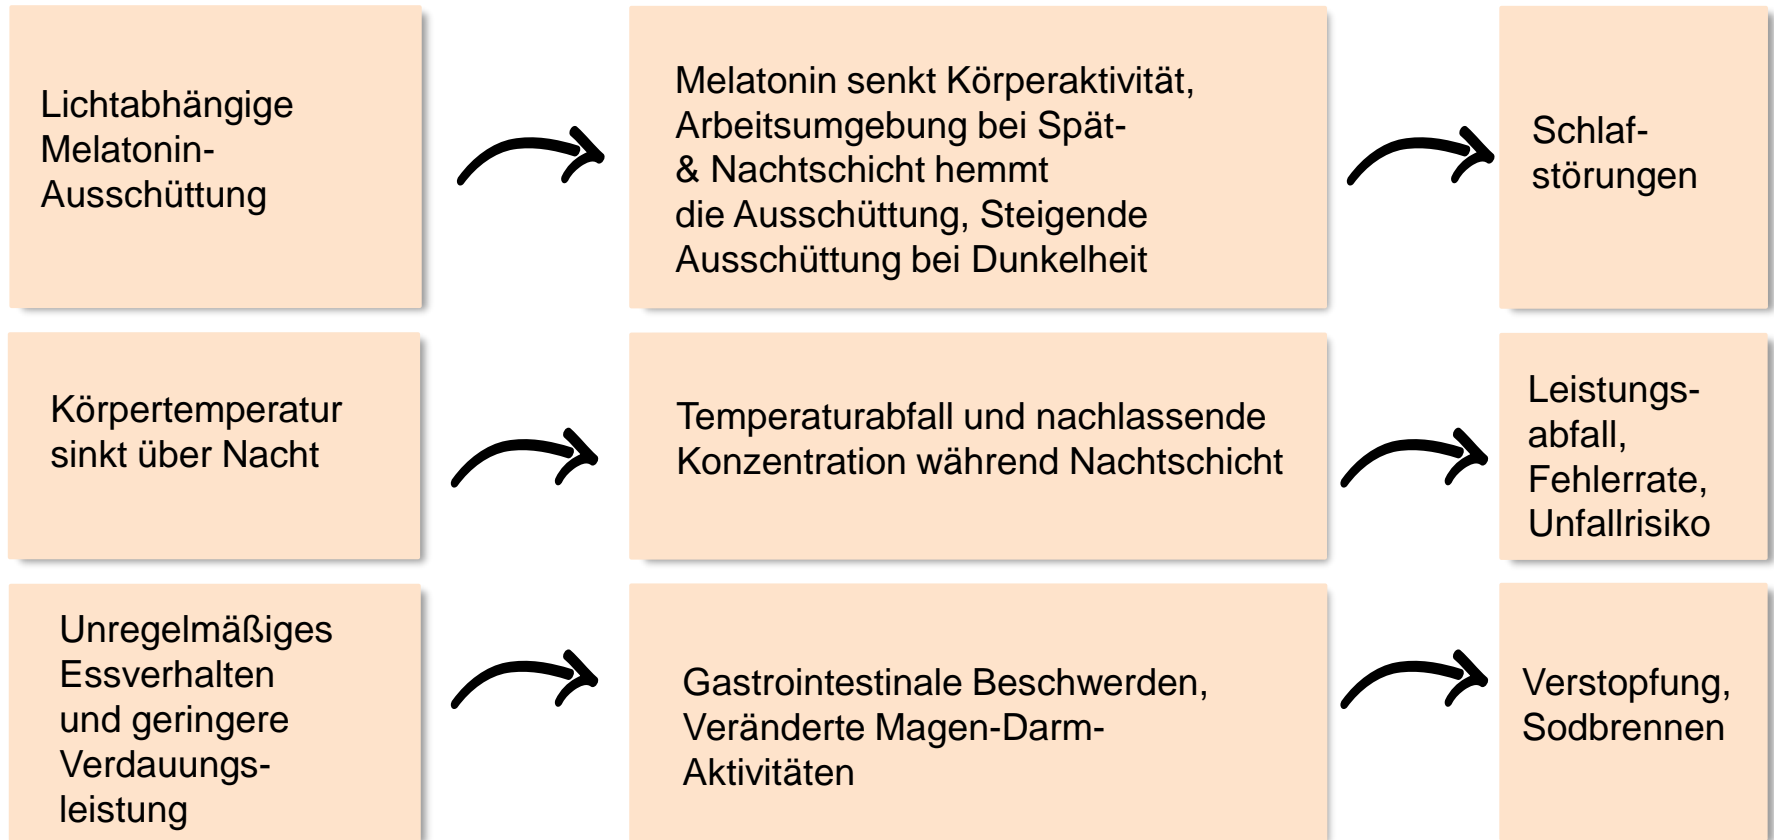 Lichtabhängige
Melatonin-
Ausschüttung
Melatonin senkt Körperaktivität,
Arbeitsumgebung bei Spät-
& Nachtschicht hemmt
die Ausschüttung, Steigende
Ausschüttung bei Dunkelheit
Schlaf-
störungen
Körpertemperatur
sinkt über Nacht
Temperaturabfall und nachlassende
Konzentration während Nachtschicht
Leistungs-
abfall,
Fehlerrate,
Unfallrisiko
Unregelmäßiges
Essverhalten
und geringere
Verdauungs-
leistung
Gastrointestinale Beschwerden,
Veränderte Magen-Darm-
Aktivitäten
Verstopfung,
Sodbrennen